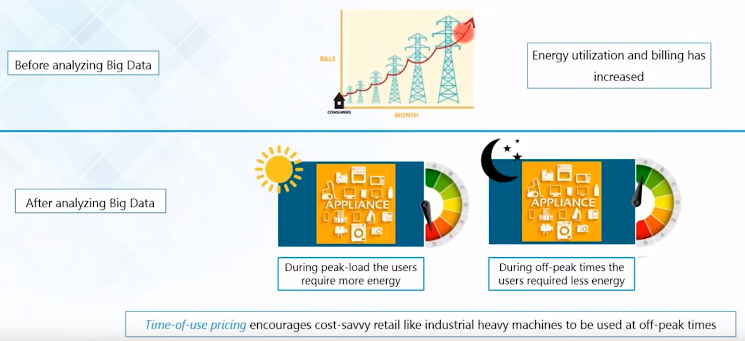 Before analyzing Big Data
BILLS
CONSUMERS
MONTH
Energy utilization and billing has
increased
After analyzing Big Data
APPLIANCE
APPLIANCE
During peak-load the users
require more energy
During off-peak times the
users required less energy
Time-of-use pricing encourages cost-savvy retail like industrial heavy machines to be used at off-peak times